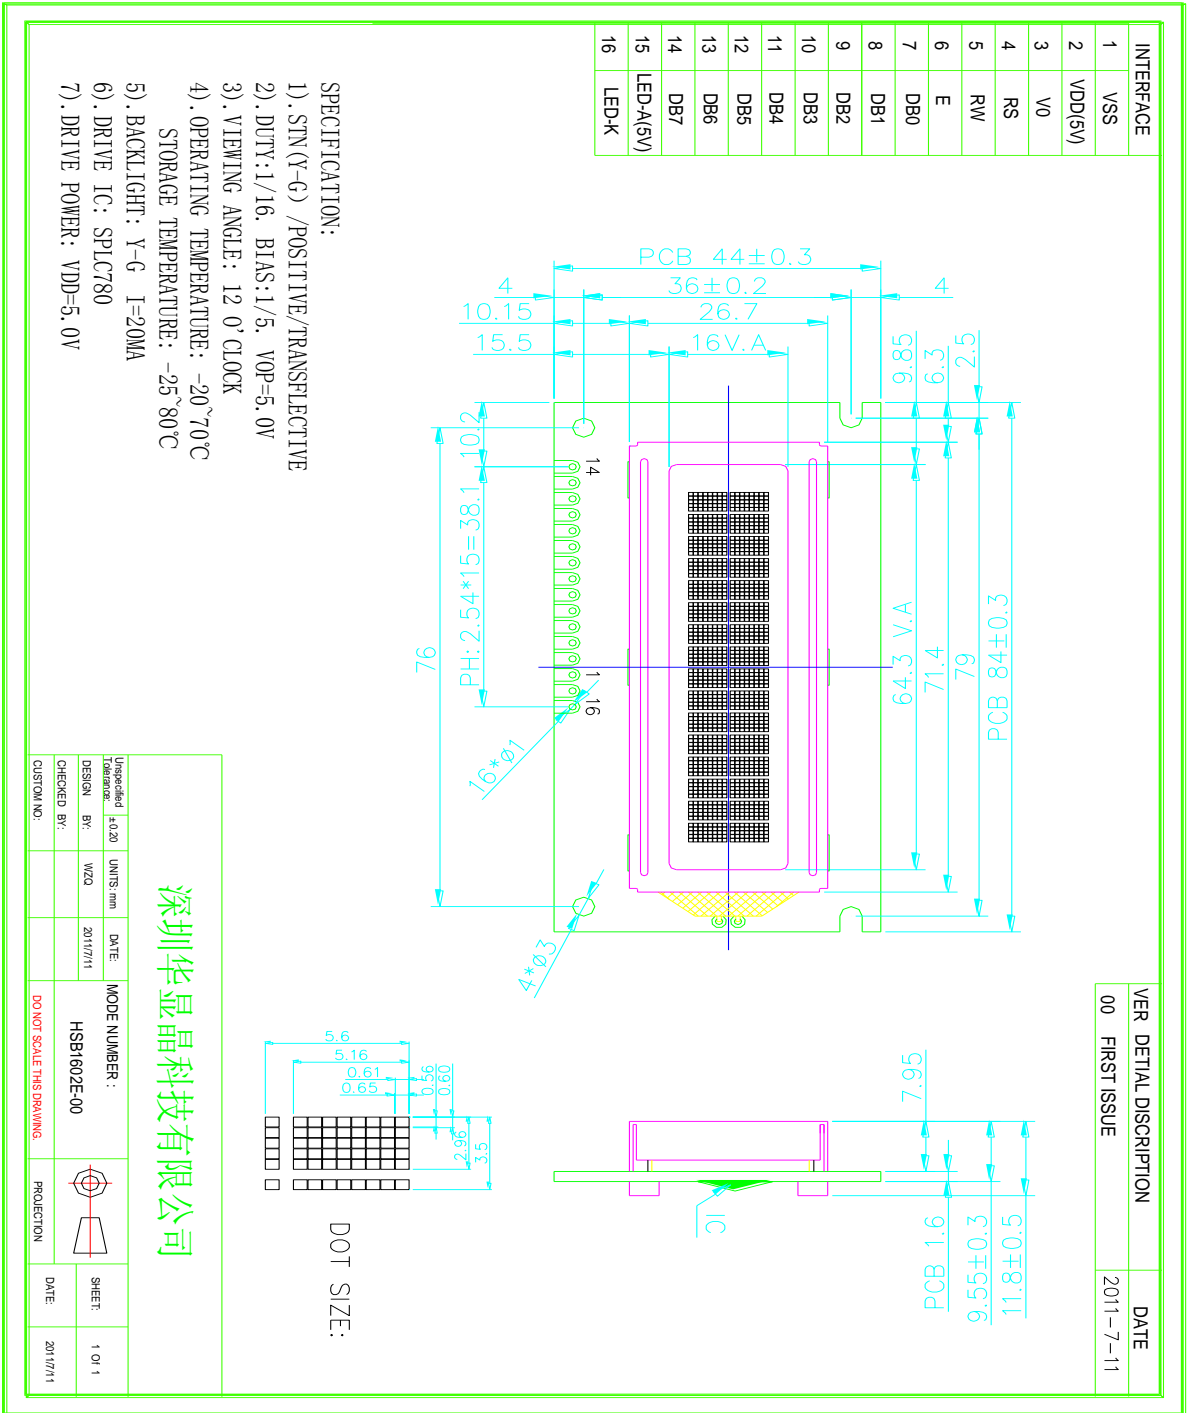 INTERFACE
1 VSS
2 VDD(5V)
3 V0
4 RS
5 RW
6 E
7 DB0
8 DB1
9 DB2
10 DB3
11 DB4
12 DB5
13 DB6
14 DB7
15 LED-A(5V)
16 LED-K
VER DETIAL DISCRIPTION DATE
00 FIRST ISSUE 2011-7-11
PCB 84±0.3
79
71.4
64.3 V.A
2.5
6.3
9.85
4
PCB 44±0.3
36±0.2
26.7
16V.A
4
10.15
15.5
14
1
16
10.2
PH:2.54*15=38.1
76
16*ø1
4*ø3
11.8±0.5
9.55±0.3
PCB 1.6
7.95
IC
DOT SIZE:
3.5
2.96
0.60
0.56
5.6
5.16
0.61
0.65
SPECIFICATION:
1).STN(Y-G) /POSITIVE/TRANSFLECTIVE
2).DUTY:1/16. BIAS:1/5. VOP=5.0V
3).VIEWING ANGLE: 12 O'CLOCK
4).OPERATING TEMPERATURE: -20~70℃
STORAGE TEMPERATURE: -25~80℃
5).BACKLIGHT: Y-G I=20MA
6).DRIVE IC: SPLC780
7).DRIVE POWER: VDD=5.0V
深圳华显晶科技有限公司
Unspecified Tolerance: ±0.20 UNITS: mm DATE:
DESIGN BY: WZQ 2011/7/11
CHECKED BY:
CUSTOM NO:
MODE NUMBER :
HSB1602E-00
DO NOT SCALE THIS DRAWING.
PROJECTION
SHEET: 1 Of 1
DATE: 2011/7/11